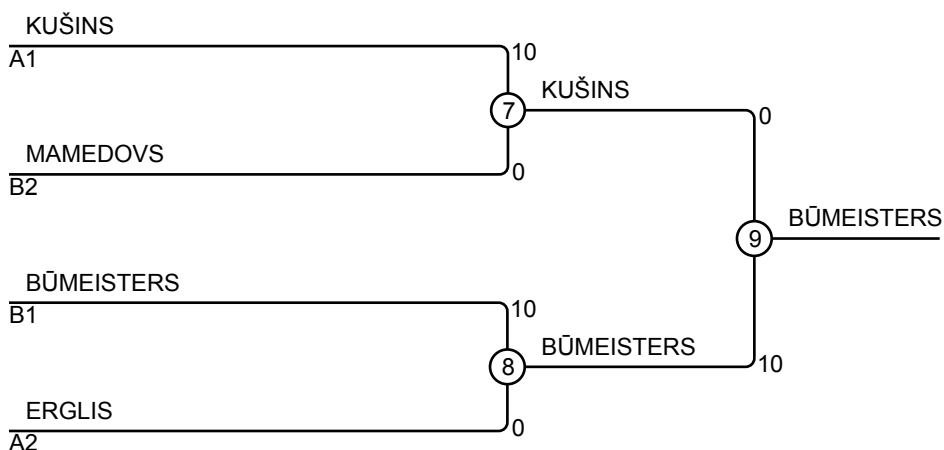 KUŠINS
A1
10
7
KUŠINS
0
MAMEDOVS
B2
0
9
BŪMEISTERS
BŪMEISTERS
B1
10
8
BŪMEISTERS
10
ERGLIS
A2
0